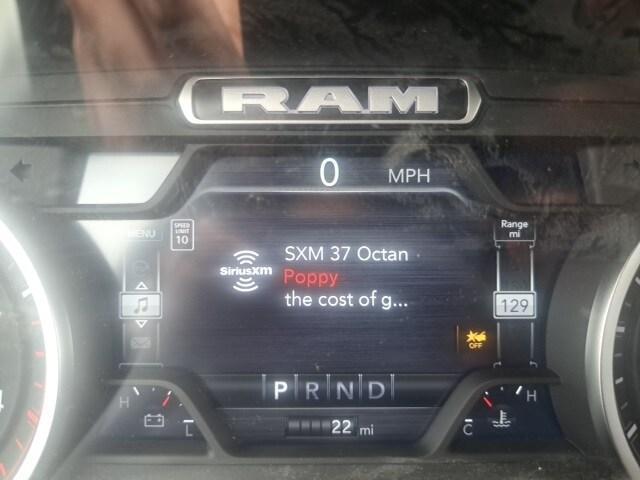 RAM
0 MPH
MENU
SPEED
LIMIT
10
Range
mi
SiriusXM
SXM 37 Octan
Poppy
the cost of g...
129
OFF
P R N D
H
L
22 mi
C
H